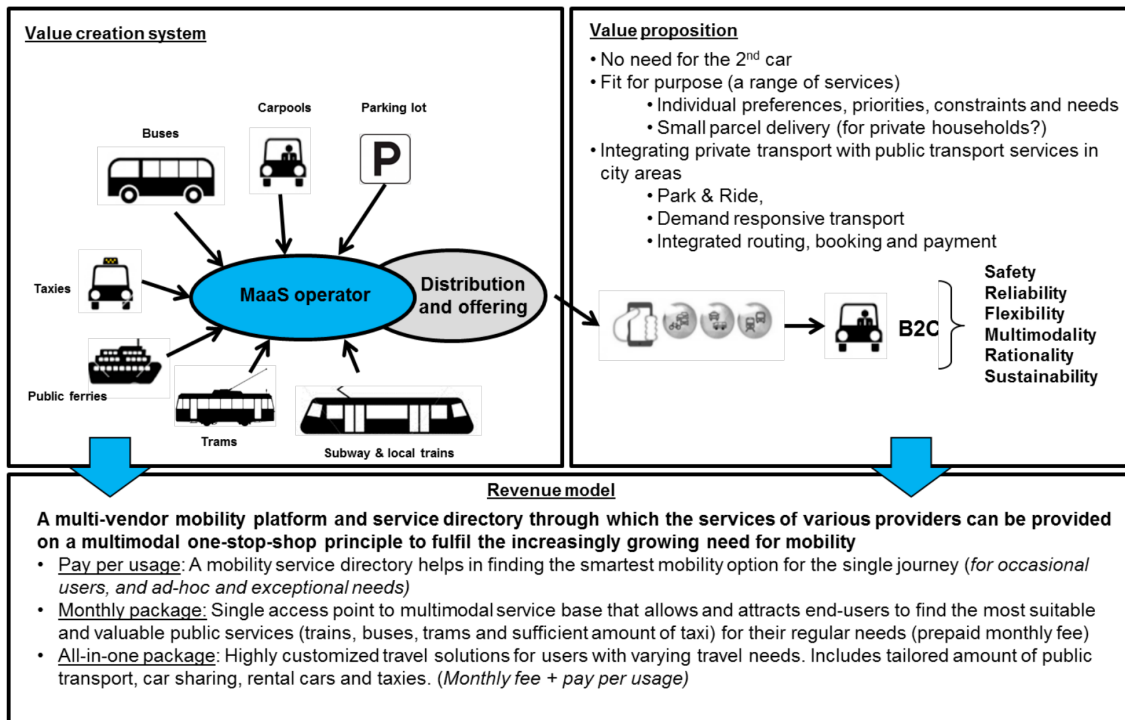 Value creation system
Carpools
Parking lot
Buses
P
Taxies
MaaS operator
Distribution
and offering
Public ferries
Trams
Subway & local trains
Value proposition
• No need for the 2nd car
• Fit for purpose (a range of services)
• Individual preferences, priorities, constraints and needs
• Small parcel delivery (for private households?)
• Integrating private transport with public transport services in
city areas
• Park & Ride,
• Demand responsive transport
• Integrated routing, booking and payment
B2C
Safety
Reliability
Flexibility
Multimodality
Rationality
Sustainability
Revenue model
A multi-vendor mobility platform and service directory through which the services of various providers can be provided
on a multimodal one-stop-shop principle to fulfil the increasingly growing need for mobility
• Pay per usage: A mobility service directory helps in finding the smartest mobility option for the single journey (for occasional
users, and ad-hoc and exceptional needs)
• Monthly package: Single access point to multimodal service base that allows and attracts end-users to find the most suitable
and valuable public services (trains, buses, trams and sufficient amount of taxi) for their regular needs (prepaid monthly fee)
• All-in-one package: Highly customized travel solutions for users with varying travel needs. Includes tailored amount of public
transport, car sharing, rental cars and taxies. (Monthly fee + pay per usage)